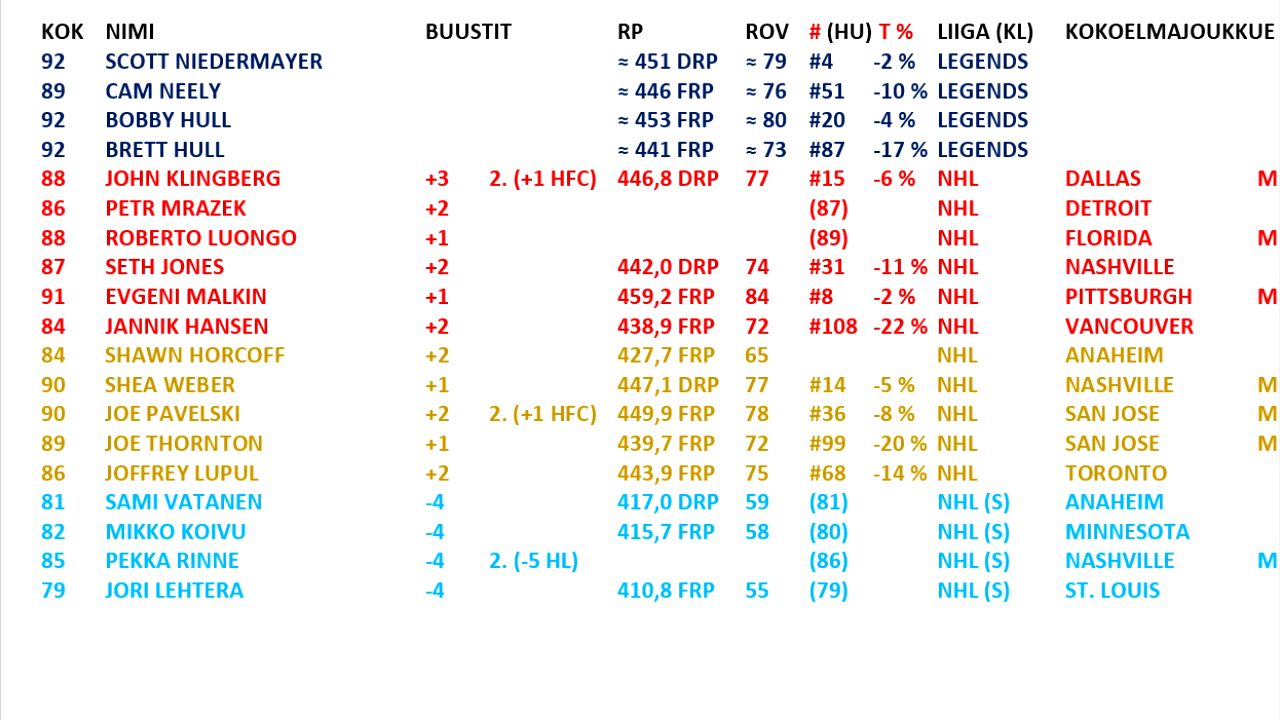 KOK NIMI BUUSTIT RP ROV # (HU) T % LIIGA (KL) KOKOELMAJOUKKUE
92 SCOTT NIEDERMAYER ≈ 451 DRP ≈ 79 #4 -2 % LEGENDS
89 CAM NEELY ≈ 446 FRP ≈ 76 #51 -10 % LEGENDS
92 BOBBY HULL ≈ 453 FRP ≈ 80 #20 -4 % LEGENDS
92 BRETT HULL ≈ 441 FRP ≈ 73 #87 -17 % LEGENDS
88 JOHN KLINGBERG +3 2. (+1 HFC) 446,8 DRP 77 #15 -6 % NHL DALLAS M
86 PETR MRAZEK +2 (87) NHL DETROIT
88 ROBERTO LUONGO +1 (89) NHL FLORIDA M
87 SETH JONES +2 442,0 DRP 74 #31 -11 % NHL NASHVILLE
91 EVGENI MALKIN +1 459,2 FRP 84 #8 -2 % NHL PITTSBURGH M
84 JANNIK HANSEN +2 438,9 FRP 72 #108 -22 % NHL VANCOUVER
84 SHAWN HORCOFF +2 427,7 FRP 65 NHL ANAHEIM
90 SHEA WEBER +1 447,1 DRP 77 #14 -5 % NHL NASHVILLE M
90 JOE PAVELSKI +2 2. (+1 HFC) 449,9 FRP 78 #36 -8 % NHL SAN JOSE M
89 JOE THORNTON +1 439,7 FRP 72 #99 -20 % NHL SAN JOSE M
86 JOFFREY LUPUL +2 443,9 FRP 75 #68 -14 % NHL TORONTO
81 SAMI VATANEN -4 417,0 DRP 59 (81) NHL (S) ANAHEIM
82 MIKKO KOIVU -4 415,7 FRP 58 (80) NHL (S) MINNESOTA
85 PEKKA RINNE -4 2. (-5 HL) (86) NHL (S) NASHVILLE M
79 JORI LEHTERA -4 410,8 FRP 55 (79) NHL (S) ST. LOUIS